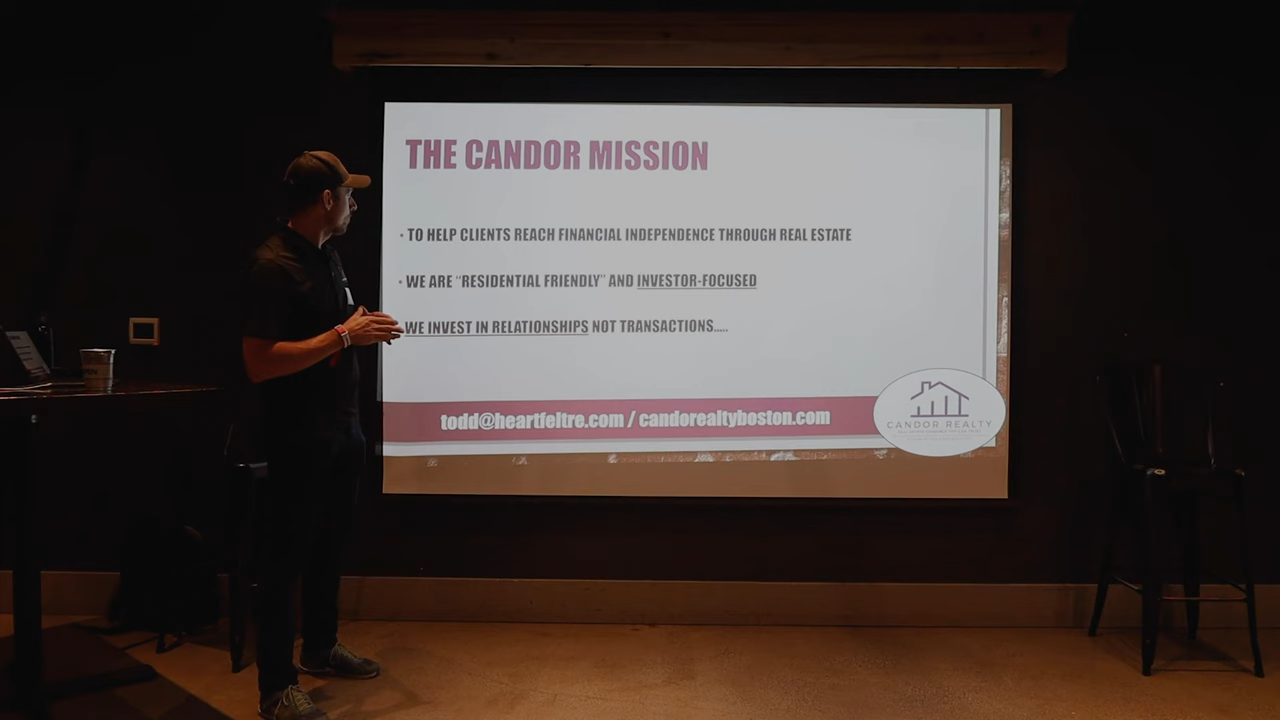 THE CANDOR MISSION
• TO HELP CLIENTS REACH FINANCIAL INDEPENDENCE THROUGH REAL ESTATE
• WE ARE “RESIDENTIAL FRIENDLY” AND INVESTOR-FOCUSED
WE INVEST IN RELATIONSHIPS NOT TRANSACTIONS.....
todd@heartfeltre.com / candorealtyboston.com
CANDOR REALTY